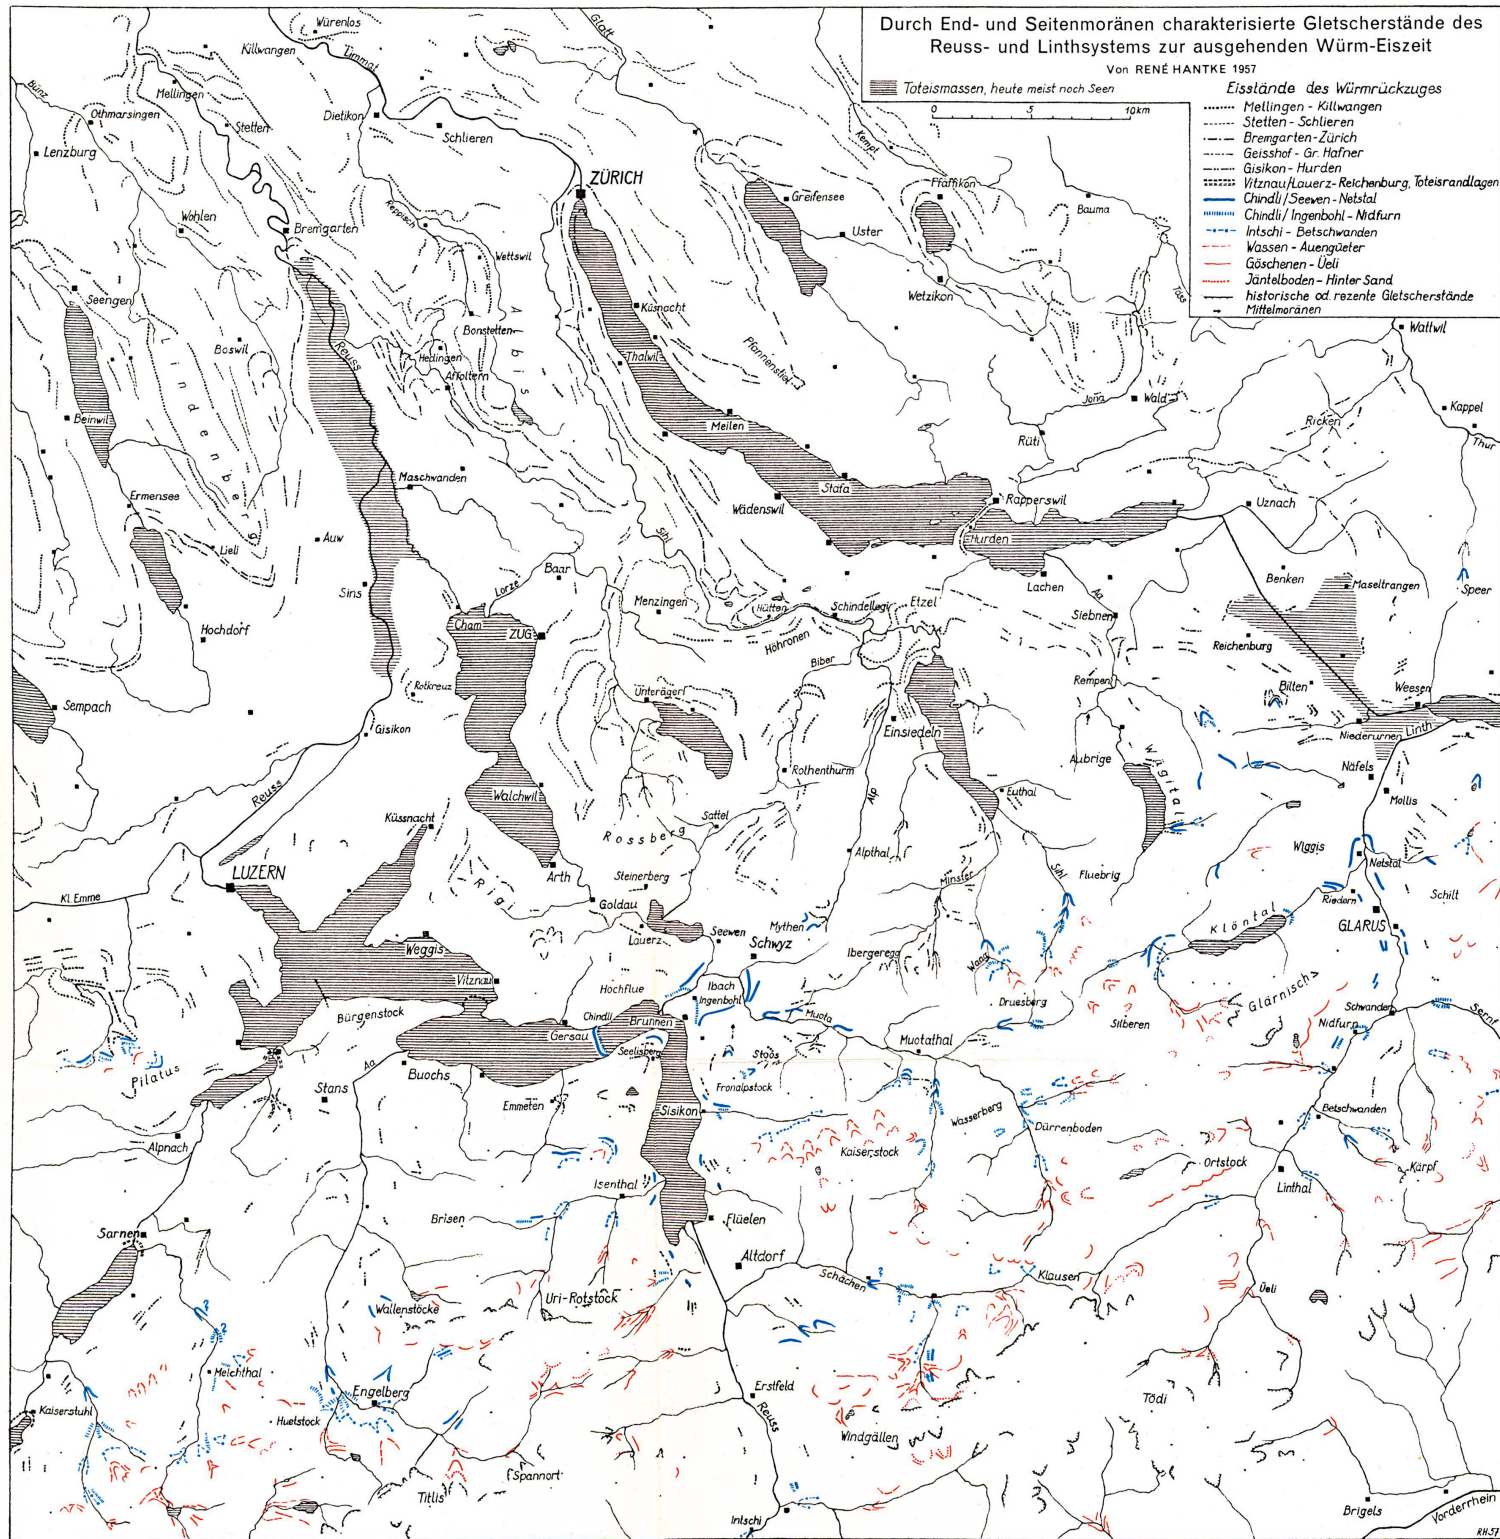 Durch End- und Seitenmoränen charakterisierte Gletscherstände des
Reuss- und Linthsystems zur ausgehenden Würm-Eiszeit
Von RENÉ HANTKE 1957
Toteismassen, heute meist noch Seen
0 5 10km
Eisstände des Würmrückzuges
Mellingen - Killwangen
Stetten - Schlieren
Bremgarten - Zürich
Geisshof - Gr. Hafner
Gisikon - Hurden
Vitznau/Lauerz - Reichenburg, Toteisrandlagen
Chindli/Seewen - Netstal
Chindli/Ingenbohl - Nidfurn
Intschi - Betschwanden
Wassen - Auengüeter
Göschenen - Üeli
Jäntelboden - Hinter Sand
historische od. rezente Gletscherstände
Mittelmoränen
Würenlos
Killwangen
Limmat
Glatt
Bünz
Mellingen
Othmarsingen
Stetten
Dietikon
Schlieren
Lenzburg
Kempt
ZÜRICH
Greifensee
Pfäffikon
Bauma
Wohlen
Reppisch
Bremgarten
Uster
Wettswil
Wetzikon
Töss
Seengen
Küsnacht
Albis
Bonstetten
Wattwil
Lindenberg
Boswil
Reuss
Hedingen
Thalwil
Pfannenstiel
Affoltern
Jona
Wald
Kappel
Beinwil
Meilen
Ricken
Rüti
Thur
Maschwanden
Stäfa
Ermensee
Wädenswil
Rapperswil
Uznach
Sihl
Auw
Hurden
Lieli
Baar
Benken
Maseltrangen
Speer
Sins
Lorze
Lachen
Aa
Menzingen
Hütten
Schindellegi
Etzel
Siebnen
Cham
ZUG
Hochdorf
Höhronen
Reichenburg
Biber
Rempen
Rotkreuz
Unterägeri
Bilten
Weesen
Sempach
Einsiedeln
Gisikon
Niederurnen
Linth
Wägital
Aubrige
Rothenthurm
Näfels
Reuss
Walchwil
Alp
Euthal
Mollis
Küssnacht
Sattel
Rossberg
Wiggis
Alpthal
Netstal
LUZERN
Arth
Steinerberg
Sihl
Fluebrig
Minster
Rigi
Riedern
Schilt
Kl. Emme
Goldau
Klöntal
GLARUS
Mythen
Lauerz
Seewen
Weggis
Schwyz
Ibergeregg
Waag
Vitznau
Hochflue
Ibach
Ingenbohl
Druesberg
Glärnisch
Schwanden
Sernf
Bürgenstock
Chindli
Brunnen
Muota
Silberen
Nidfurn
Gersau
Muotathal
Seelisberg
Stoos
Pilatus
Aa
Buochs
Fronalpstock
Stans
Emmeten
Sisikon
Wasserberg
Betschwanden
Dürrenboden
Alpnach
Kaiserstock
Ortstock
Kärpf
Linthal
Isenthal
Brisen
Flüelen
Sarnen
Altdorf
Schächen
?
Klausen
Üeli
Uri-Rotstock
Wallenstöcke
?
?
?
Melchthal
Engelberg
Erstfeld
Tödi
Kaiserstuhl
Huetstock
Reuss
Windgällen
Spannort
Titlis
Brigels
Vorderrhein
Intschi
RH57